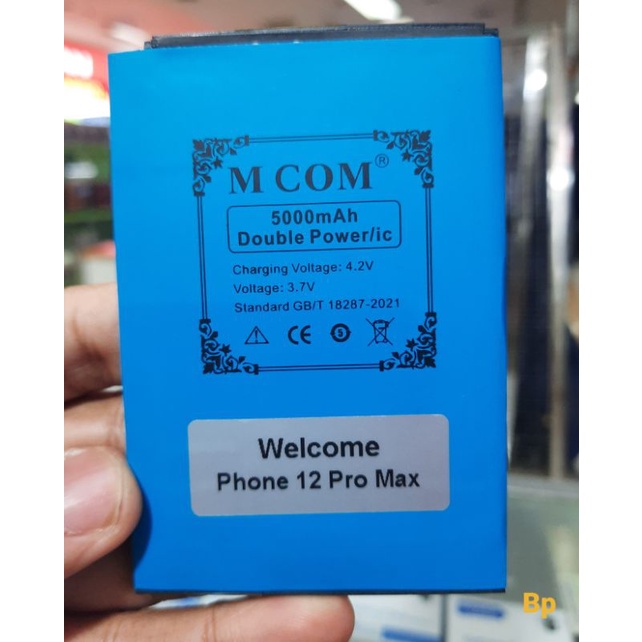 M COM®
5000mAh
Double Power/ic
Charging Voltage: 4.2V
Voltage: 3.7V
Standard GB/T 18287-2021
CE 5
Welcome
Phone 12 Pro Max
Bp